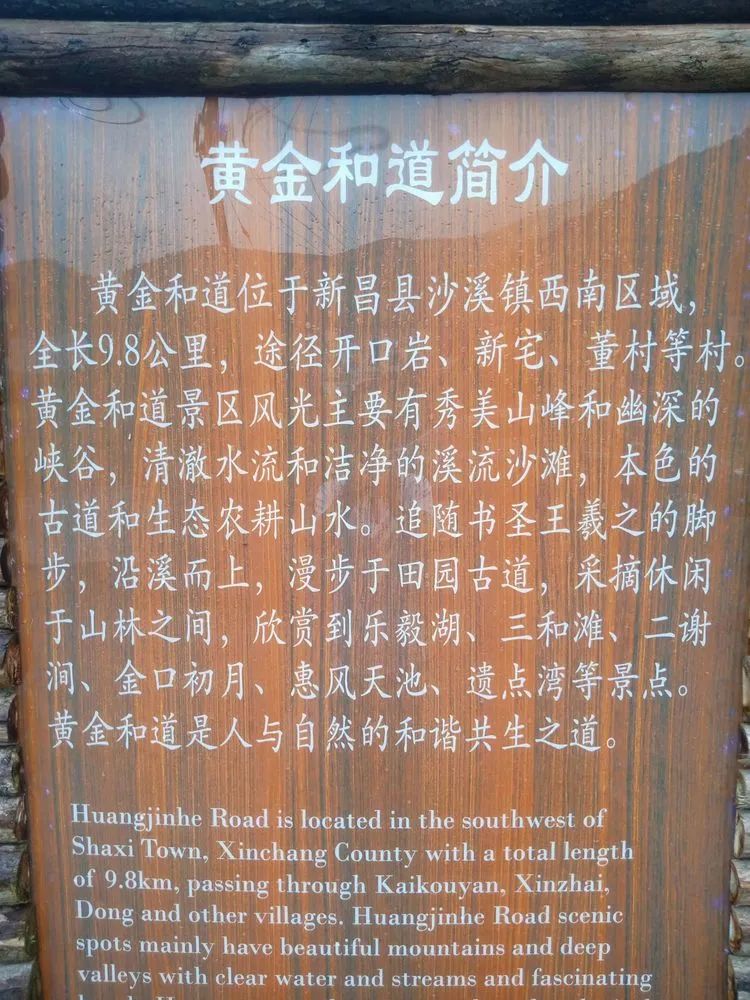 黄金和道简介
黄金和道位于新昌县沙溪镇西南区域，
全长9.8公里，途径开口岩、新宅、董村等村。
黄金和道景区风光主要有秀美山峰和幽深的
峡谷，清澈水流和洁净的溪流沙滩，本色的
古道和生态农耕山水。追随书圣王羲之的脚
步，沿溪而上，漫步于田园古道，采摘休闲
于山林之间，欣赏到乐毅湖、三和滩、二谢
涧、金口初月、惠风天池、遗点湾等景点。
黄金和道是人与自然的和谐共生之道。
Huangjinhe Road is located in the southwest of
Shaxi Town, Xinchang County with a total length
of 9.8km, passing through Kaikouyan, Xinzhai,
Dong and other villages. Huangjinhe Road scenic
spots mainly have beautiful mountains and deep
valleys with clear water and streams and fascinating